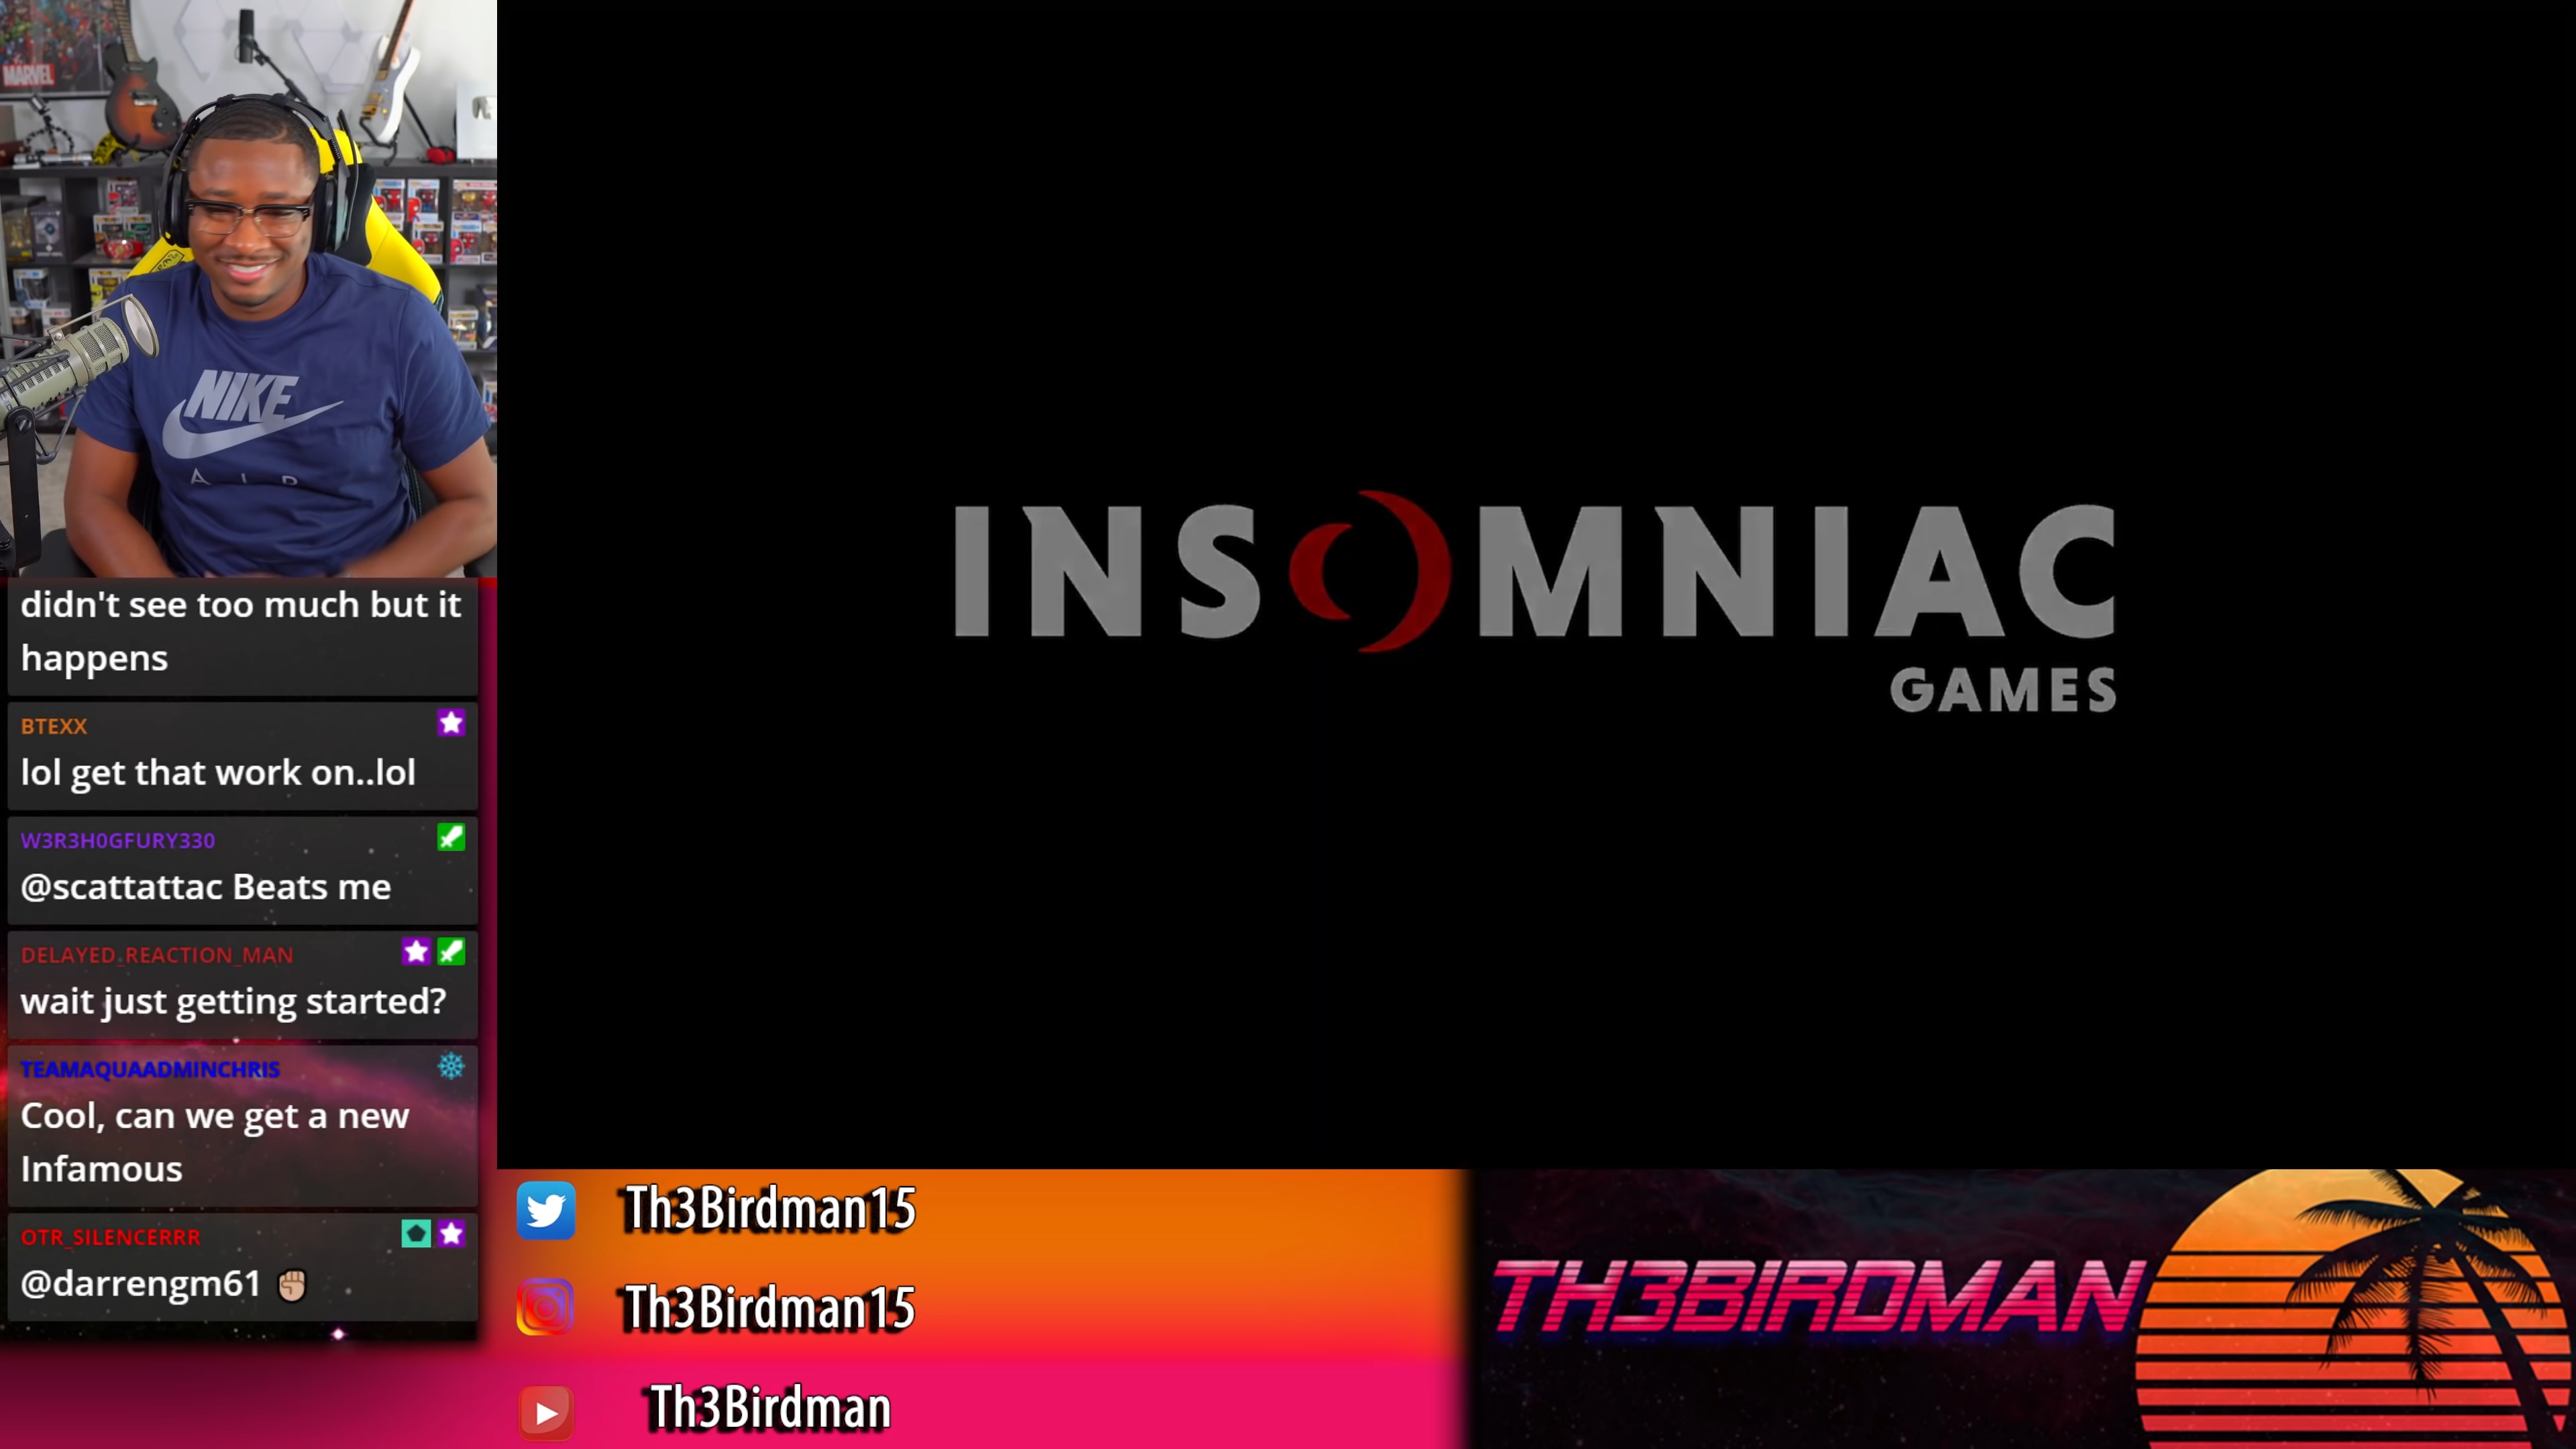 MARVEL
NIKE
AIR
didn't see too much but it
happens
BTEXX
lol get that work on..lol
W3R3H0GFURY330
@scattattac Beats me
DELAYED_REACTION_MAN
wait just getting started?
TEAMAQUAADMINCHRIS
Cool, can we get a new
Infamous
OTR_SILENCERRR
@darrengm61 ✊🏽
INSOMNIAC
GAMES
Th3Birdman15
Th3Birdman15
Th3Birdman
TH3BIRDMAN